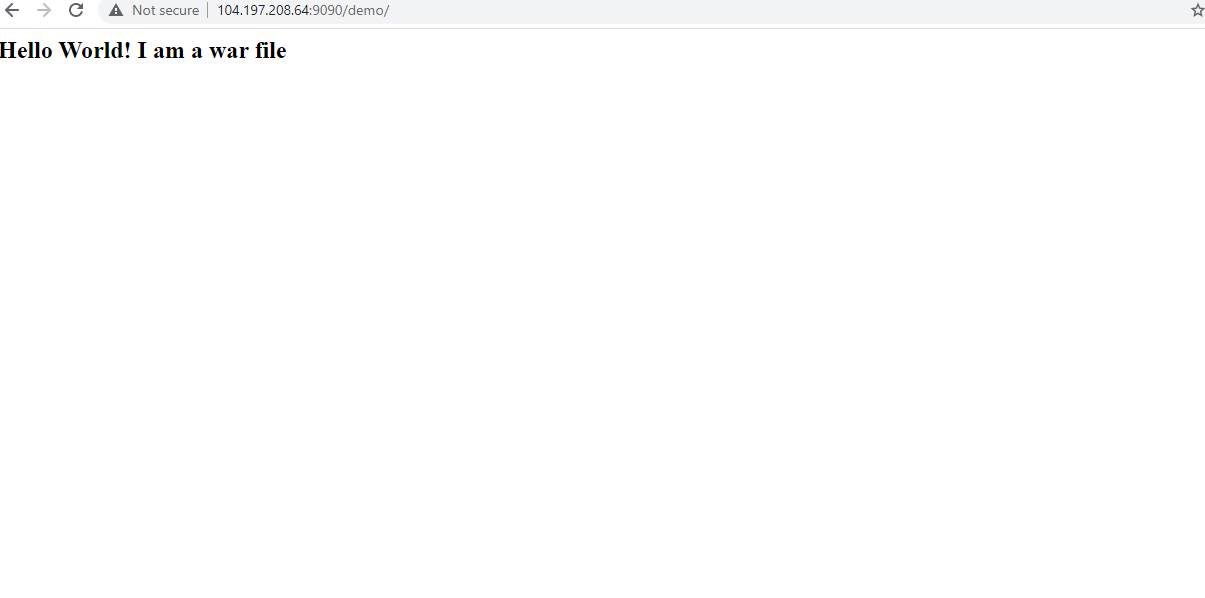 Not secure | 104.197.208.64:9090/demo/
Hello World! I am a war file